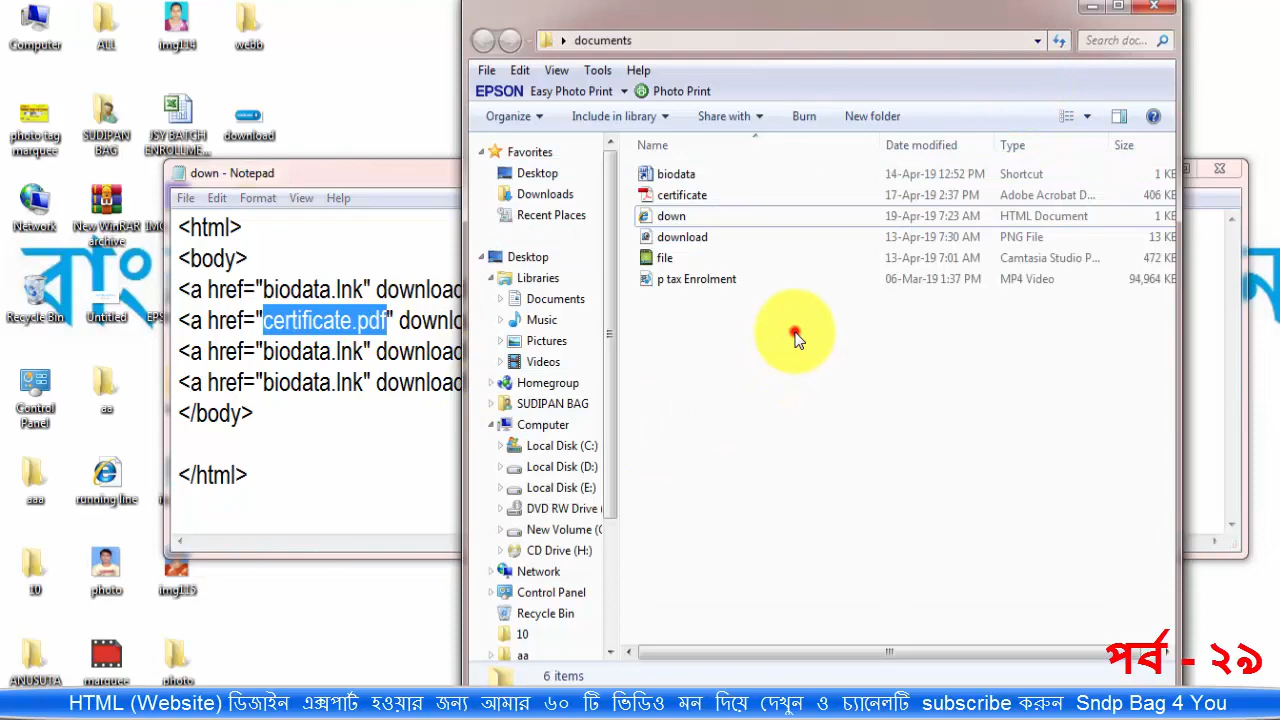 Computer
ALL
img114
webb
photo tag
marquee
SUDIPAN
BAG
JSY BATCH
ENROLLME...
download
Network
New WinRAR
archive
Recycle Bin
Untitled
Control
Panel
aa
aaa
running line
10
photo
img115
ANUSUTA
marquee
photo
বাং
down - Notepad
File Edit Format View Help
<html>
<body>
<a href="biodata.lnk" download
<a href="certificate.pdf" downlo
<a href="biodata.lnk" download
<a href="biodata.lnk" download
</body>
</html>
documents
Search doc...
File Edit View Tools Help
EPSON Easy Photo Print Photo Print
Organize Include in library Share with Burn New folder
Name Date modified Type Size
biodata 14-Apr-19 12:52 PM Shortcut 1 KB
certificate 17-Apr-19 2:37 PM Adobe Acrobat D... 406 KB
down 19-Apr-19 7:23 AM HTML Document 1 KB
download 13-Apr-19 7:30 AM PNG File 13 KB
file 13-Apr-19 7:01 AM Camtasia Studio P... 472 KB
p tax Enrolment 06-Mar-19 1:37 PM MP4 Video 94,964 KB
Favorites
Desktop
Downloads
Recent Places
Desktop
Libraries
Documents
Music
Pictures
Videos
Homegroup
SUDIPAN BAG
Computer
Local Disk (C:)
Local Disk (D:)
Local Disk (E:)
DVD RW Drive (
New Volume (
CD Drive (H:)
Network
Control Panel
Recycle Bin
10
aa
6 items
পর্ব - ২৯
HTML (Website) ডিজাইন এক্সপার্ট হওয়ার জন্য আমার ৬০ টি ভিডিও মন দিয়ে দেখুন ও চ্যানেলটি subscribe করুন Sndp Bag 4 You